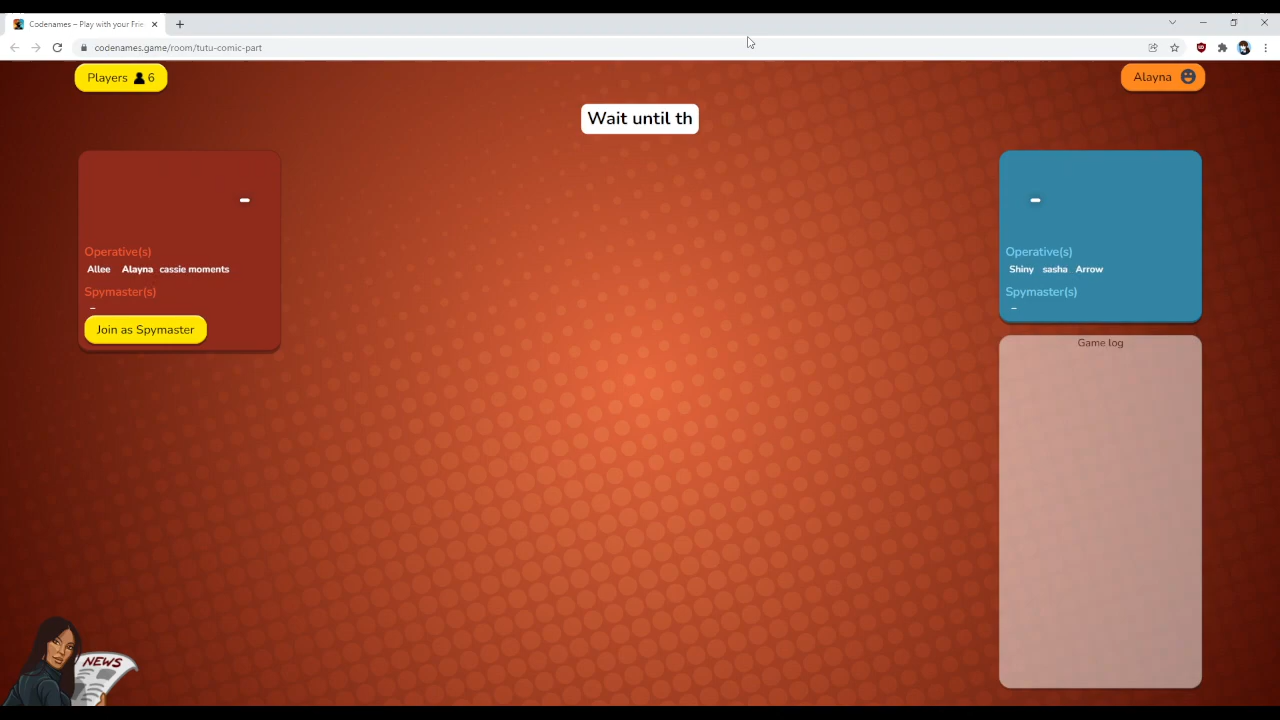 Codenames – Play with your Frie
codenames.game/room/tutu-comic-part
Players 6
Alayna
Wait until th
-
Operative(s)
Allee Alayna cassie moments
Spymaster(s)
-
Join as Spymaster
-
Operative(s)
Shiny sasha Arrow
Spymaster(s)
-
Game log
NEWS